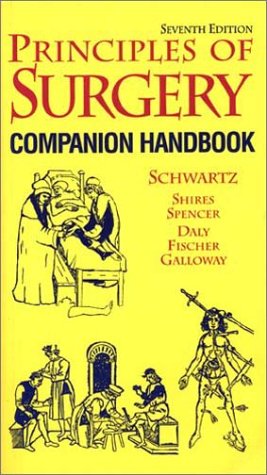 SEVENTH EDITION
PRINCIPLES OF
SURGERY
COMPANION HANDBOOK
SCHWARTZ
SHIRES
SPENCER
DALY
FISCHER
GALLOWAY